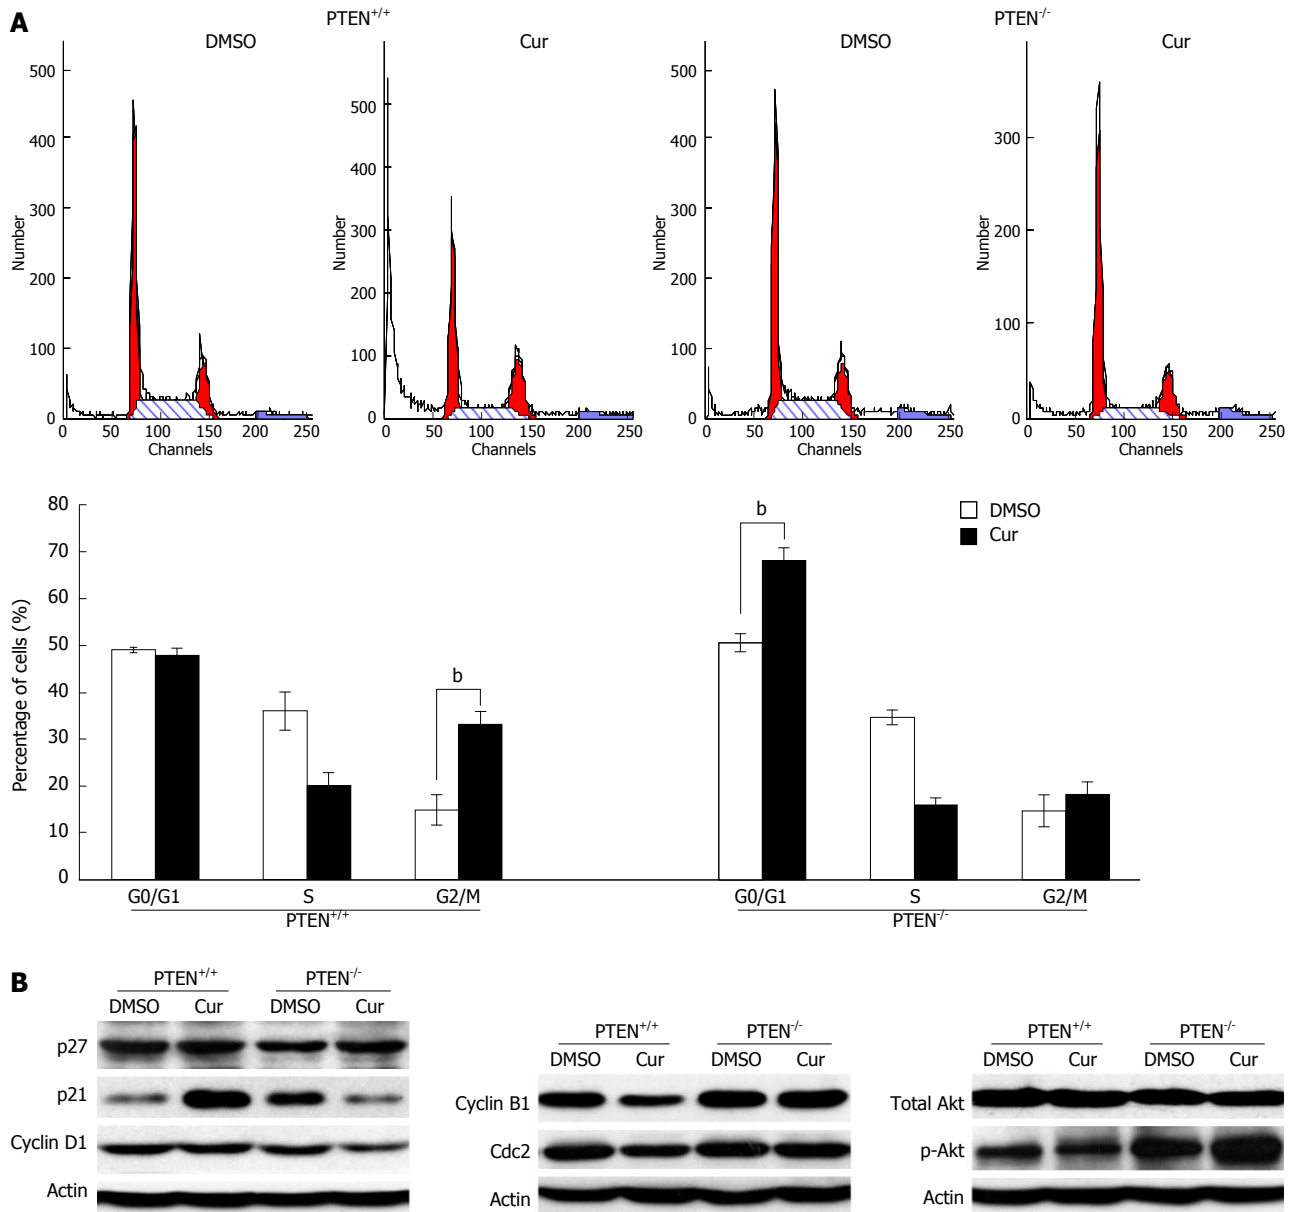 A
PTEN+/+
PTEN-/-
DMSO
Cur
DMSO
Cur
500
400
300
200
100
0
Number
0 50 100 150 200 250
Channels
500
400
300
200
100
0
Number
0 50 100 150 200 250
Channels
500
400
300
200
100
0
Number
0 50 100 150 200 250
Channels
300
200
100
0
Number
0 50 100 150 200 250
Channels
80
70
60
50
40
30
20
10
0
Percentage of cells (%)
b
b
DMSO
Cur
G0/G1 S G2/M
PTEN+/+
G0/G1 S G2/M
PTEN-/-
B
PTEN+/+ PTEN-/-
DMSO Cur DMSO Cur
p27
p21
Cyclin D1
Actin
PTEN+/+ PTEN-/-
DMSO Cur DMSO Cur
Cyclin B1
Cdc2
Actin
PTEN+/+ PTEN-/-
DMSO Cur DMSO Cur
Total Akt
p-Akt
Actin